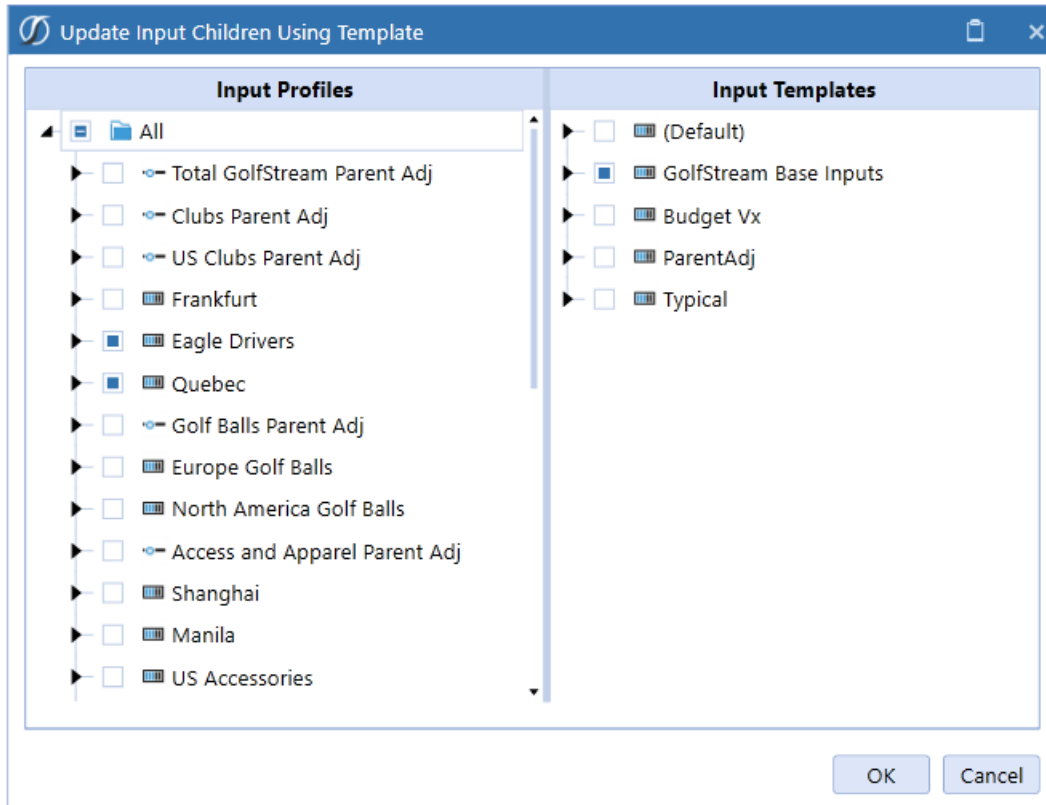 Update Input Children Using Template
Input Profiles
All
Total GolfStream Parent Adj
Clubs Parent Adj
US Clubs Parent Adj
Frankfurt
Eagle Drivers
Quebec
Golf Balls Parent Adj
Europe Golf Balls
North America Golf Balls
Access and Apparel Parent Adj
Shanghai
Manila
US Accessories
Input Templates
(Default)
GolfStream Base Inputs
Budget Vx
ParentAdj
Typical
OK
Cancel